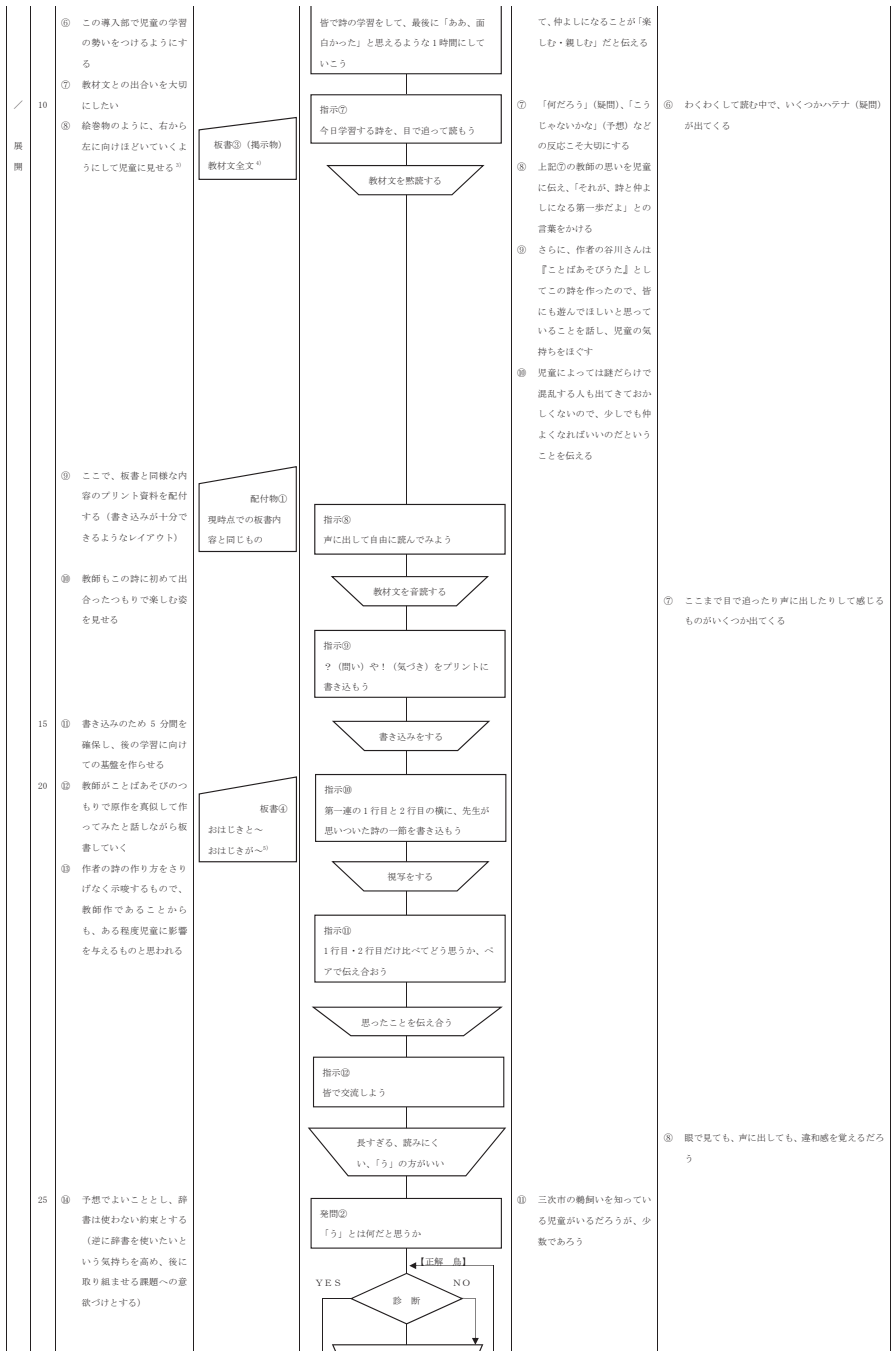 ／
展
開
10
15
20
25
⑥ この導入部で児童の学習
の勢いをつけるようにす
る
⑦ 教材文との出合いを大切
にしたい
⑧ 絵巻物のように、右から
左に向けほどいていくよ
うにして児童に見せる³⁾
⑨ ここで、板書と同様な内
容のプリント資料を配付
する（書き込みが十分で
きるようなレイアウト）
⑩ 教師もこの詩に初めて出
合ったつもりで楽しむ姿
を見せる
⑪ 書き込みのため 5 分間を
確保し、後の学習に向け
ての基盤を作らせる
⑫ 教師がことばあそびのつ
もりで原作を真似して作
ってみたと話しながら板
書していく
⑬ 作者の詩の作り方をさり
げなく示唆するもので、
教師作であることから
も、ある程度児童に影響
を与えるものと思われる
⑭ 予想でよいこととし、辞
書は使わない約束とする
（逆に辞書を使いたいと
いう気持ちを高め、後に
取り組ませる課題への意
欲づけとする）
板書③（掲示物）
教材文全文⁴⁾
配付物①
現時点での板書内
容と同じもの
板書④
おはじきと～
おはじきが～⁵⁾
皆で詩の学習をして、最後に「ああ、面
白かった」と思えるような１時間にして
いこう
指示⑦
今日学習する詩を、目で追って読もう
教材文を黙読する
指示⑧
声に出して自由に読んでみよう
教材文を音読する
指示⑨
？（問い）や！（気づき）をプリントに
書き込もう
書き込みをする
指示⑩
第一連の１行目と２行目の横に、先生が
思いついた詩の一節を書き込もう
視写をする
指示⑪
１行目・２行目だけ比べてどう思うか、ペ
アで伝え合おう
思ったことを伝え合う
指示⑫
皆で交流しよう
長すぎる、読みにく
い、「う」の方がいい
発問②
「う」とは何だと思うか
【正解　鳥】
YES
NO
診　断
て、仲よしになることが「楽
しむ・親しむ」だと伝える
⑦ 「何だろう」（疑問）、「こう
じゃないかな」（予想）など
の反応こそ大切にする
⑧ 上記⑦の教師の思いを児童
に伝え、「それが、詩と仲よ
しになる第一歩だよ」との
言葉をかける
⑨ さらに、作者の谷川さんは
『ことばあそびうた』とし
てこの詩を作ったので、皆
にも遊んでほしいと思って
いることを話し、児童の気
持ちをほぐす
⑩ 児童によっては謎だらけで
混乱する人も出てきておか
しくないので、少しでも仲
よくなればいいのだという
ことを伝える
⑪ 三次市の鵜飼いを知ってい
る児童がいるだろうが、少
数であろう
⑥ わくわくして読む中で、いくつかハテナ（疑問）
が出てくる
⑦ ここまで目で追ったり声に出したりして感じる
ものがいくつか出てくる
⑧ 眼で見ても、声に出しても、違和感を覚えるだろ
う